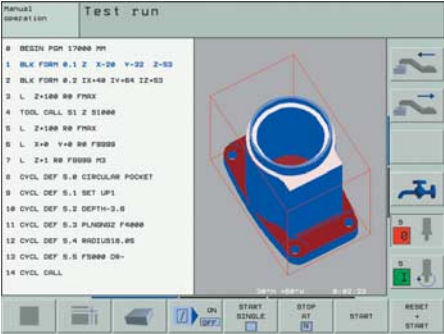 Manual operation
Test run
0 BEGIN PGM 17000 MM
1 BLK FORM 0.1 Z X-20 Y-32 Z-53
2 BLK FORM 0.2 IX+40 IY+64 IZ+53
3 L Z+100 R0 FMAX
4 TOOL CALL 51 Z S1000
5 L Z+100 R0 FMAX
6 L X+0 Y+0 R0 F9999
7 L Z+1 R0 F9999 M3
8 CYCL DEF 5.0 CIRCULAR POCKET
9 CYCL DEF 5.1 SET UP1
10 CYCL DEF 5.2 DEPTH-3.6
11 CYCL DEF 5.3 PLNGNG2 F4000
12 CYCL DEF 5.4 RADIUS16.05
13 CYCL DEF 5.5 F5000 DR-
14 CYCL CALL
0:02:33
S
0
S
1
ON
OFF
START SINGLE
STOP AT N
START
RESET + START